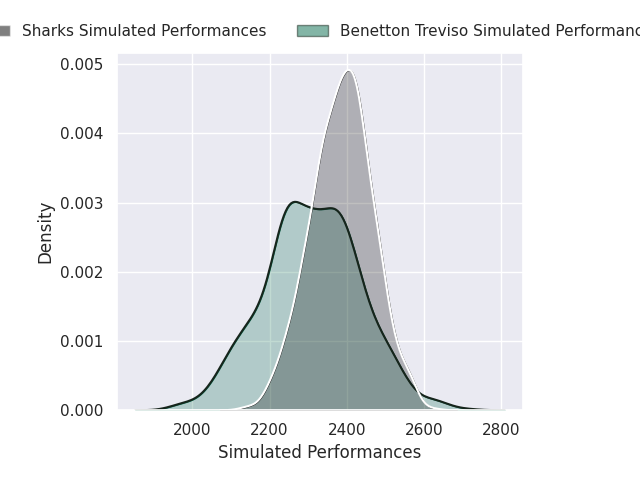 Sharks Simulated Performances
Benetton Treviso Simulated
0.005
0.004
0.003
0.002
0.001
0.000
Density
2000 2200 2400 2600 2800
Simulated Performances